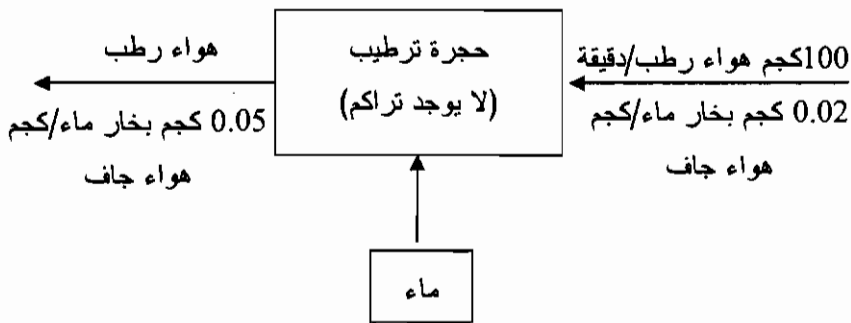 100كجم هواء رطب/دقيقة
0.02 كجم بخار ماء/كجم
هواء جاف
حجرة ترطيب
(لا يوجد تراكم)
هواء رطب
0.05 كجم بخار ماء/كجم
هواء جاف
ماء